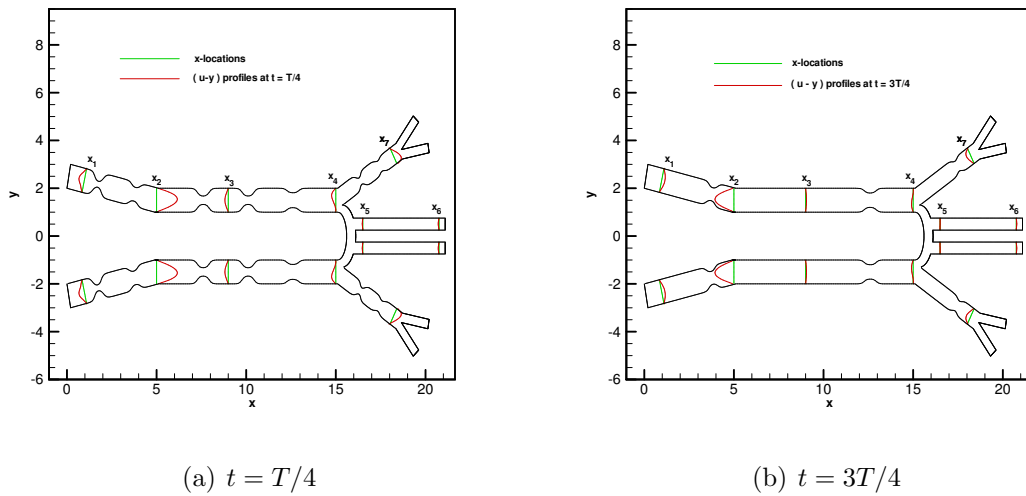 8
6
4
2
0
-2
-4
-6
0
5
10
15
20
y
x
x-locations
( u-y ) profiles at t = T/4
x1
x2
x3
x4
x5
x6
x7
(a) t = T/4
8
6
4
2
0
-2
-4
-6
0
5
10
15
20
y
x
x-locations
( u - y ) profiles at t = 3T/4
x1
x2
x3
x4
x5
x6
x7
(b) t = 3T/4